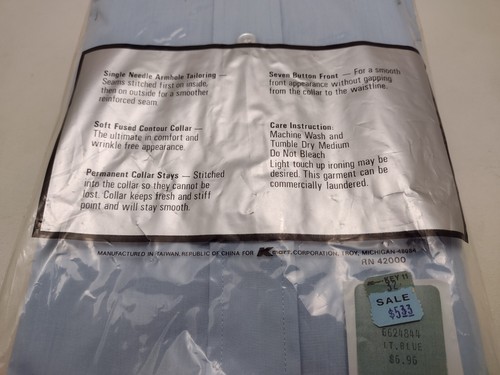 Single Needle Armhole Tailoring —
Seams stitched first on inside,
then on outside for a smoother
reinforced seam
Soft Fused Contour Collar —
The ultimate in comfort and
wrinkle free appearance
Permanent Collar Stays — Stitched
into the collar so they cannot be
lost. Collar keeps fresh and stiff
point and will stay smooth.
Seven Button Front — For a smooth
front appearance without gapping
from the collar to the waistline.
Care Instruction:
Machine Wash and
Tumble Dry Medium
Do Not Bleach
Light touch up ironing may be
desired. This garment can be
commercially laundered.
MANUFACTURED IN TAIWAN, REPUBLIC OF CHINA FOR K MART CORPORATION, TROY, MICHIGAN 48084
RN 42000
SALE
$5.33
6624844
LT.BLUE
$6.96